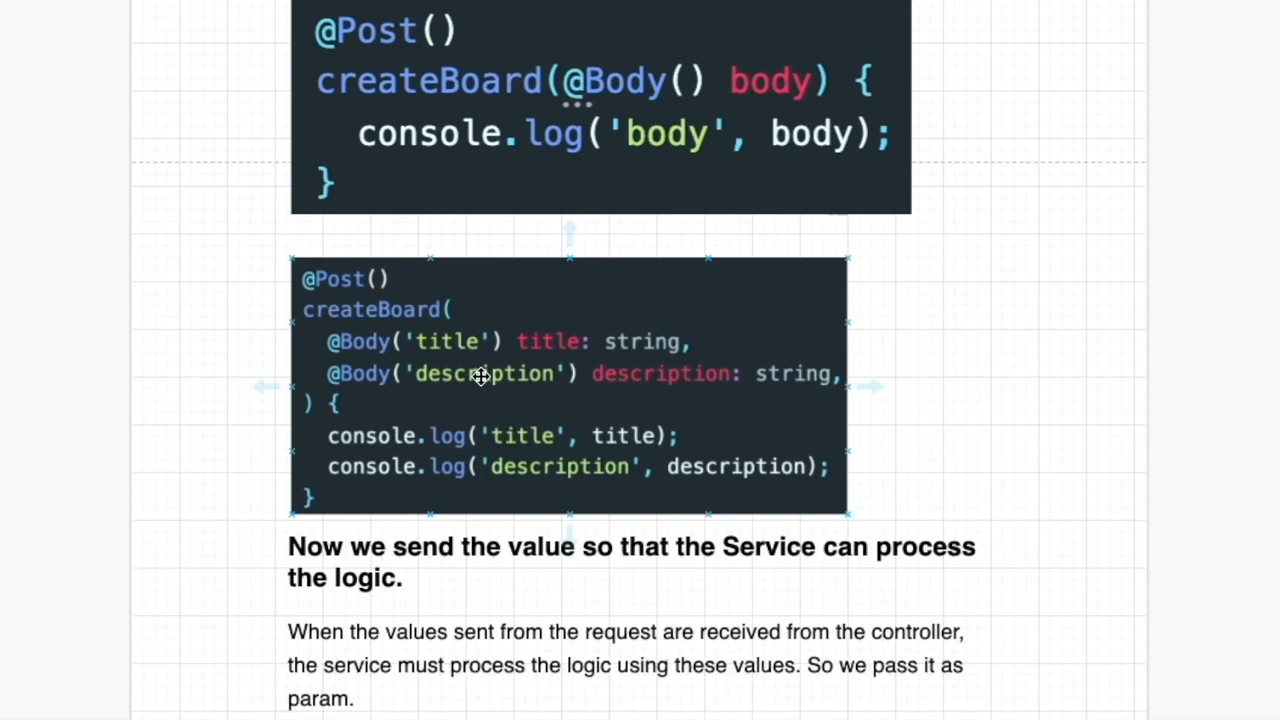 @Post()
createBoard(@Body() body) {
  console.log('body', body);
}
@Post()
createBoard(
  @Body('title') title: string,
  @Body('description') description: string,
) {
  console.log('title', title);
  console.log('description', description);
}
Now we send the value so that the Service can process
the logic.
When the values sent from the request are received from the controller,
the service must process the logic using these values. So we pass it as
param.